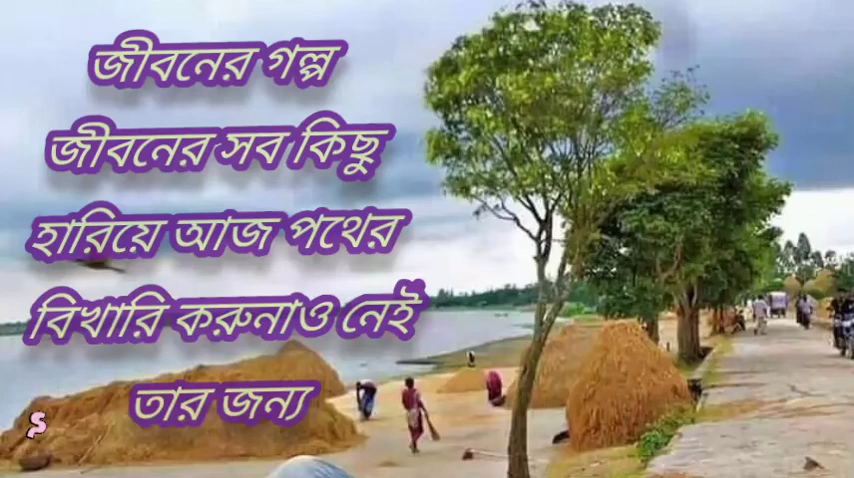 জীবনের গল্প
জীবনের সব কিছু
হারিয়ে আজ পথের
বিখারি করুনাও নেই
তার জন্য
S